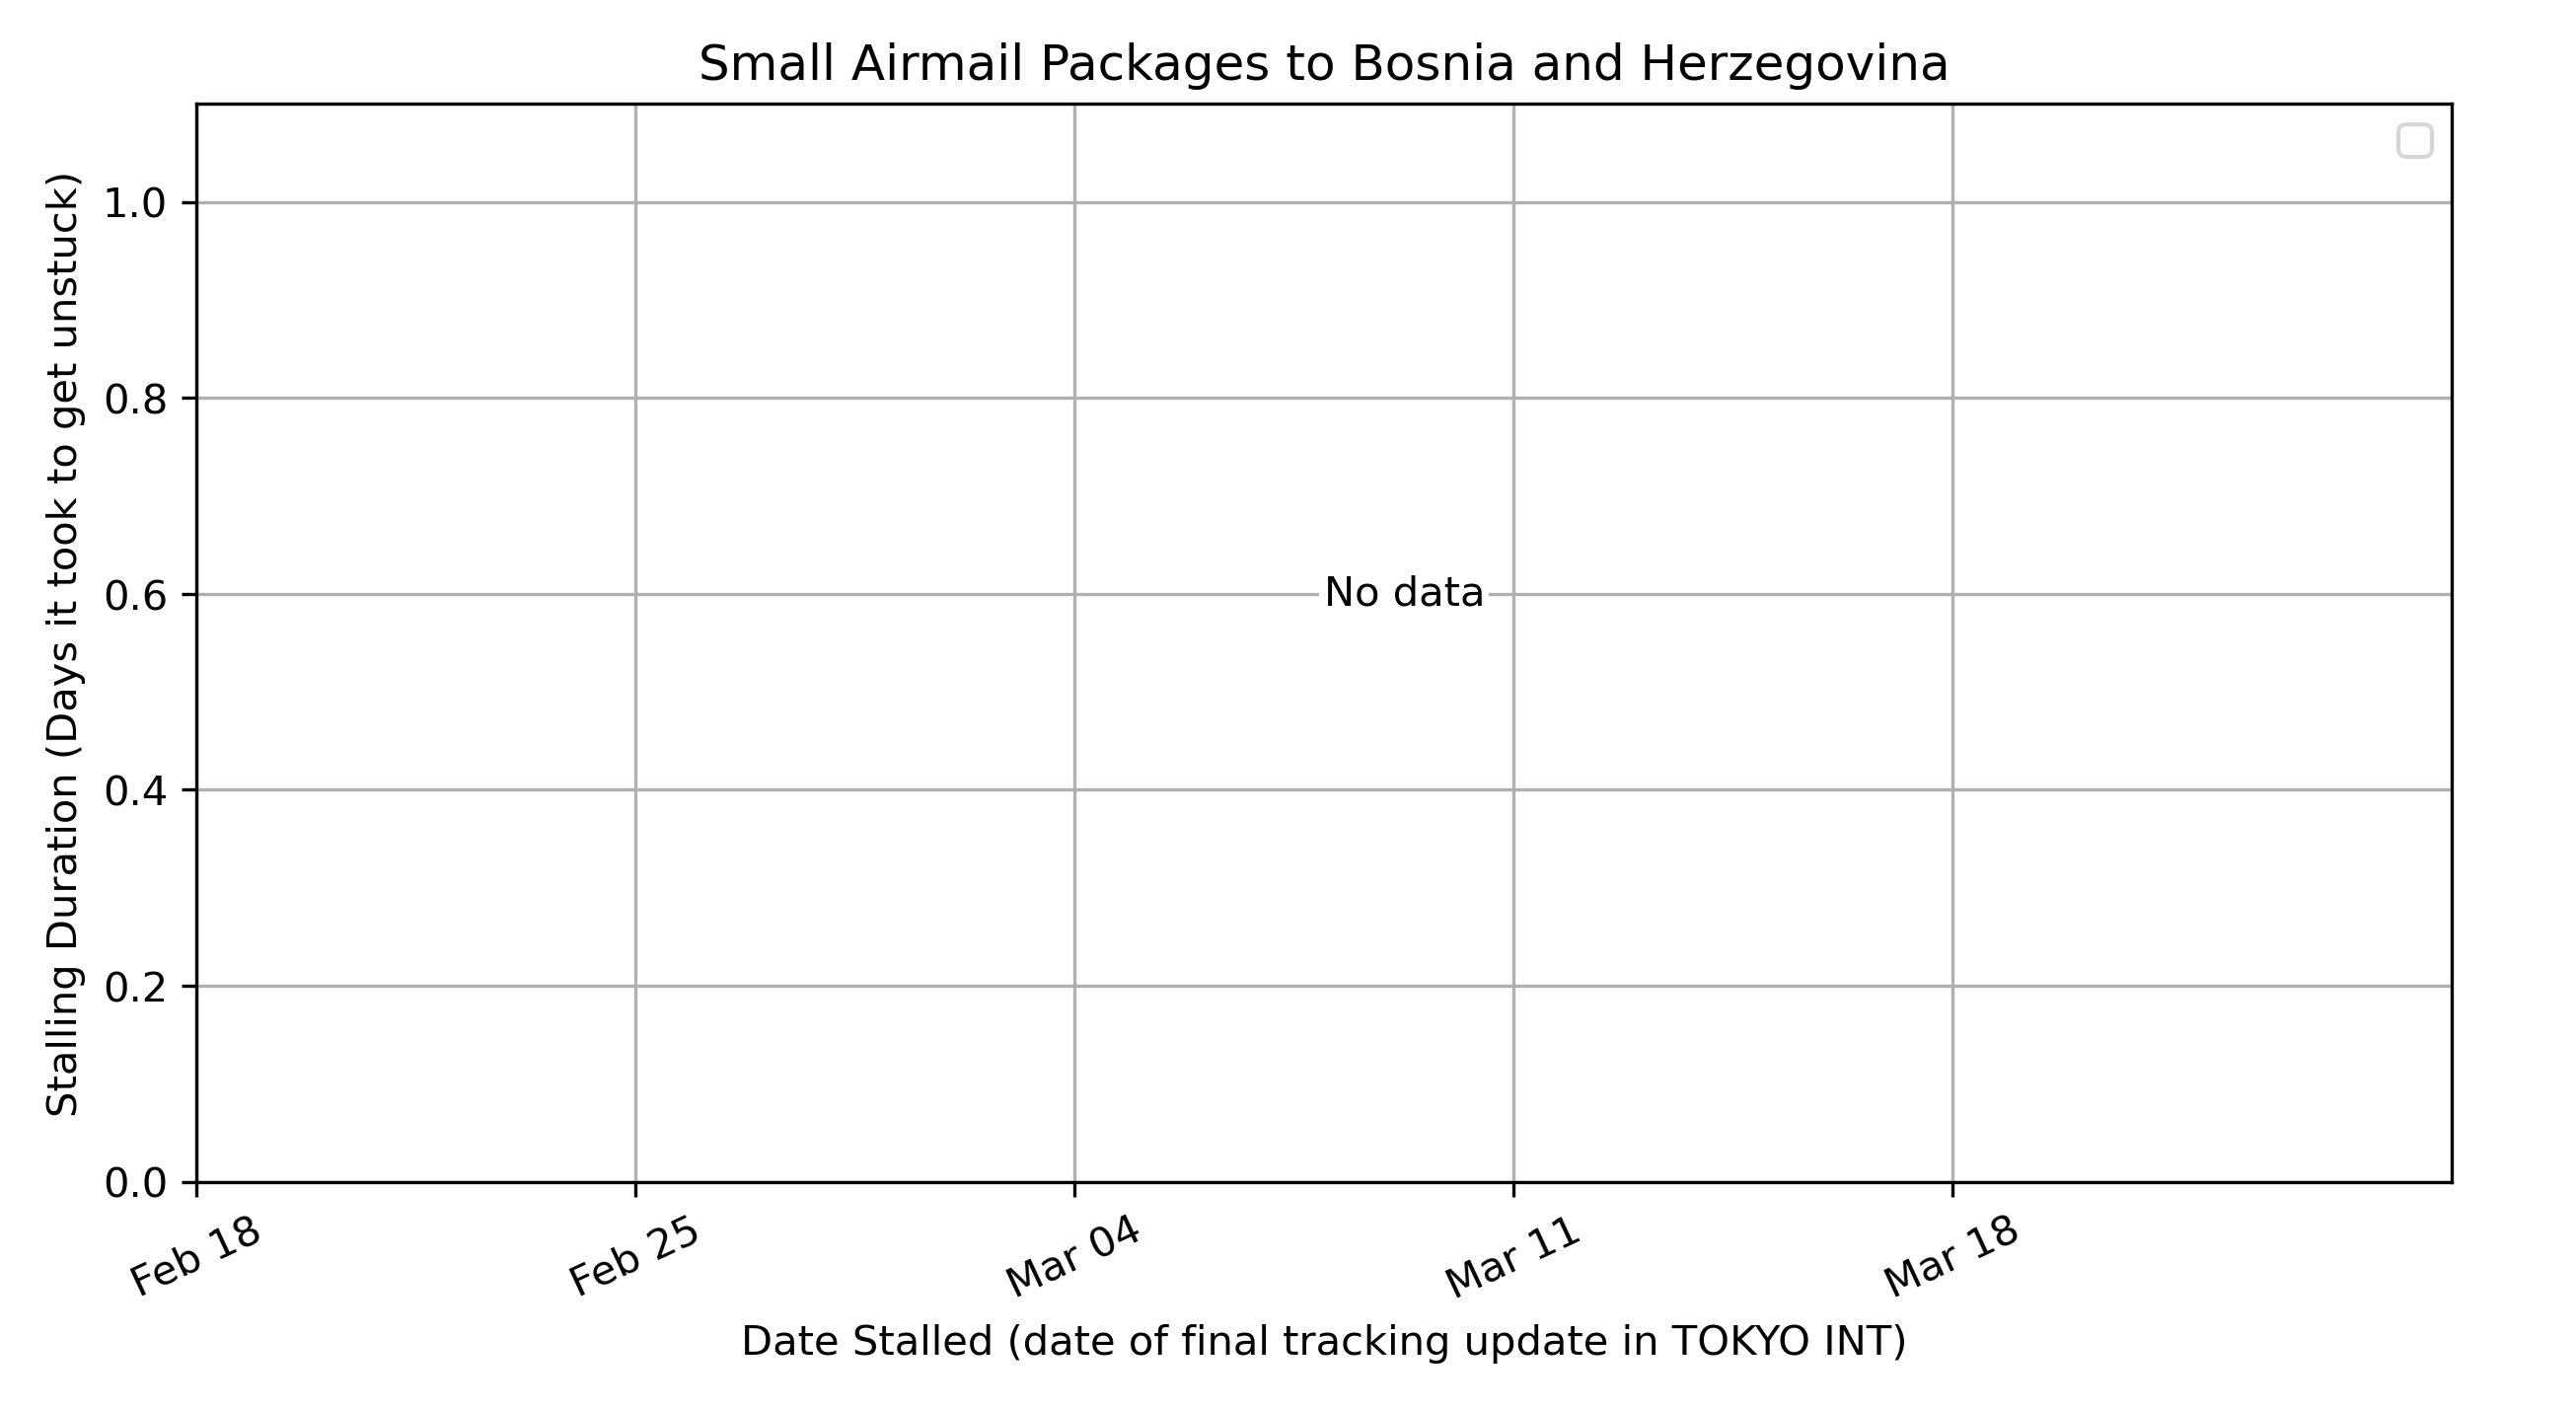 Small Airmail Packages to Bosnia and Herzegovina
Stalling Duration (Days it took to get unstuck)
1.0
0.8
0.6
0.4
0.2
0.0
No data
Feb 18
Feb 25
Mar 04
Mar 11
Mar 18
Date Stalled (date of final tracking update in TOKYO INT)